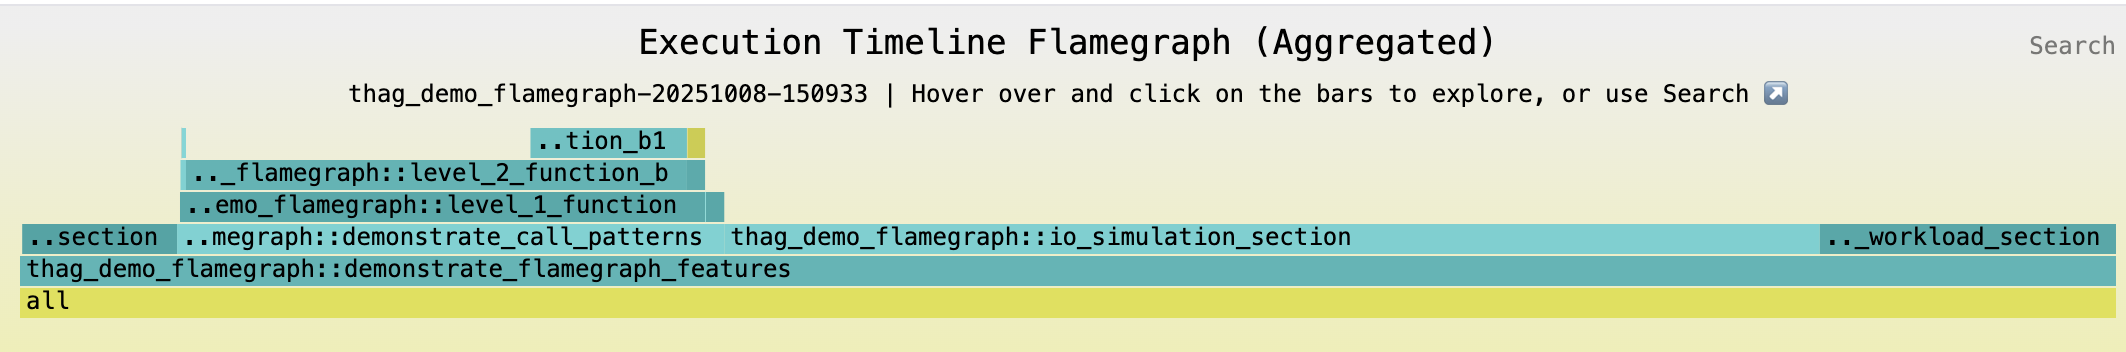 Execution Timeline Flamegraph (Aggregated)
Search
thag_demo_flamegraph-20251008-150933 | Hover over and click on the bars to explore, or use Search ↗️
..tion_b1
.._flamegraph::level_2_function_b
..emo_flamegraph::level_1_function
..section ..megraph::demonstrate_call_patterns thag_demo_flamegraph::io_simulation_section .._workload_section
thag_demo_flamegraph::demonstrate_flamegraph_features
all